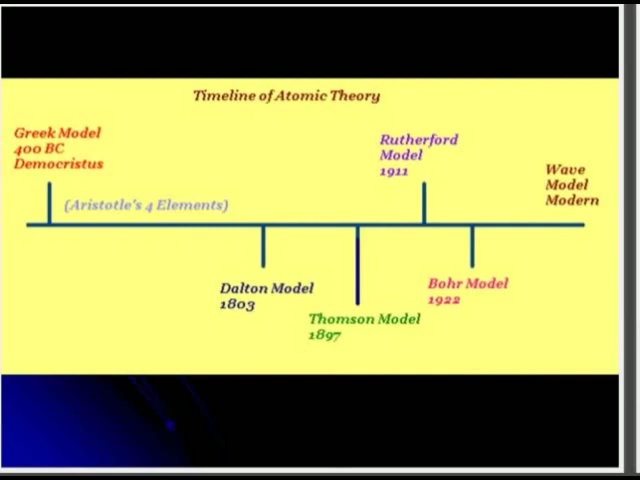 Timeline of Atomic Theory
Greek Model
400 BC
Democristus
(Aristotle's 4 Elements)
Dalton Model
1803
Thomson Model
1897
Rutherford
Model
1911
Bohr Model
1922
Wave
Model
Modern